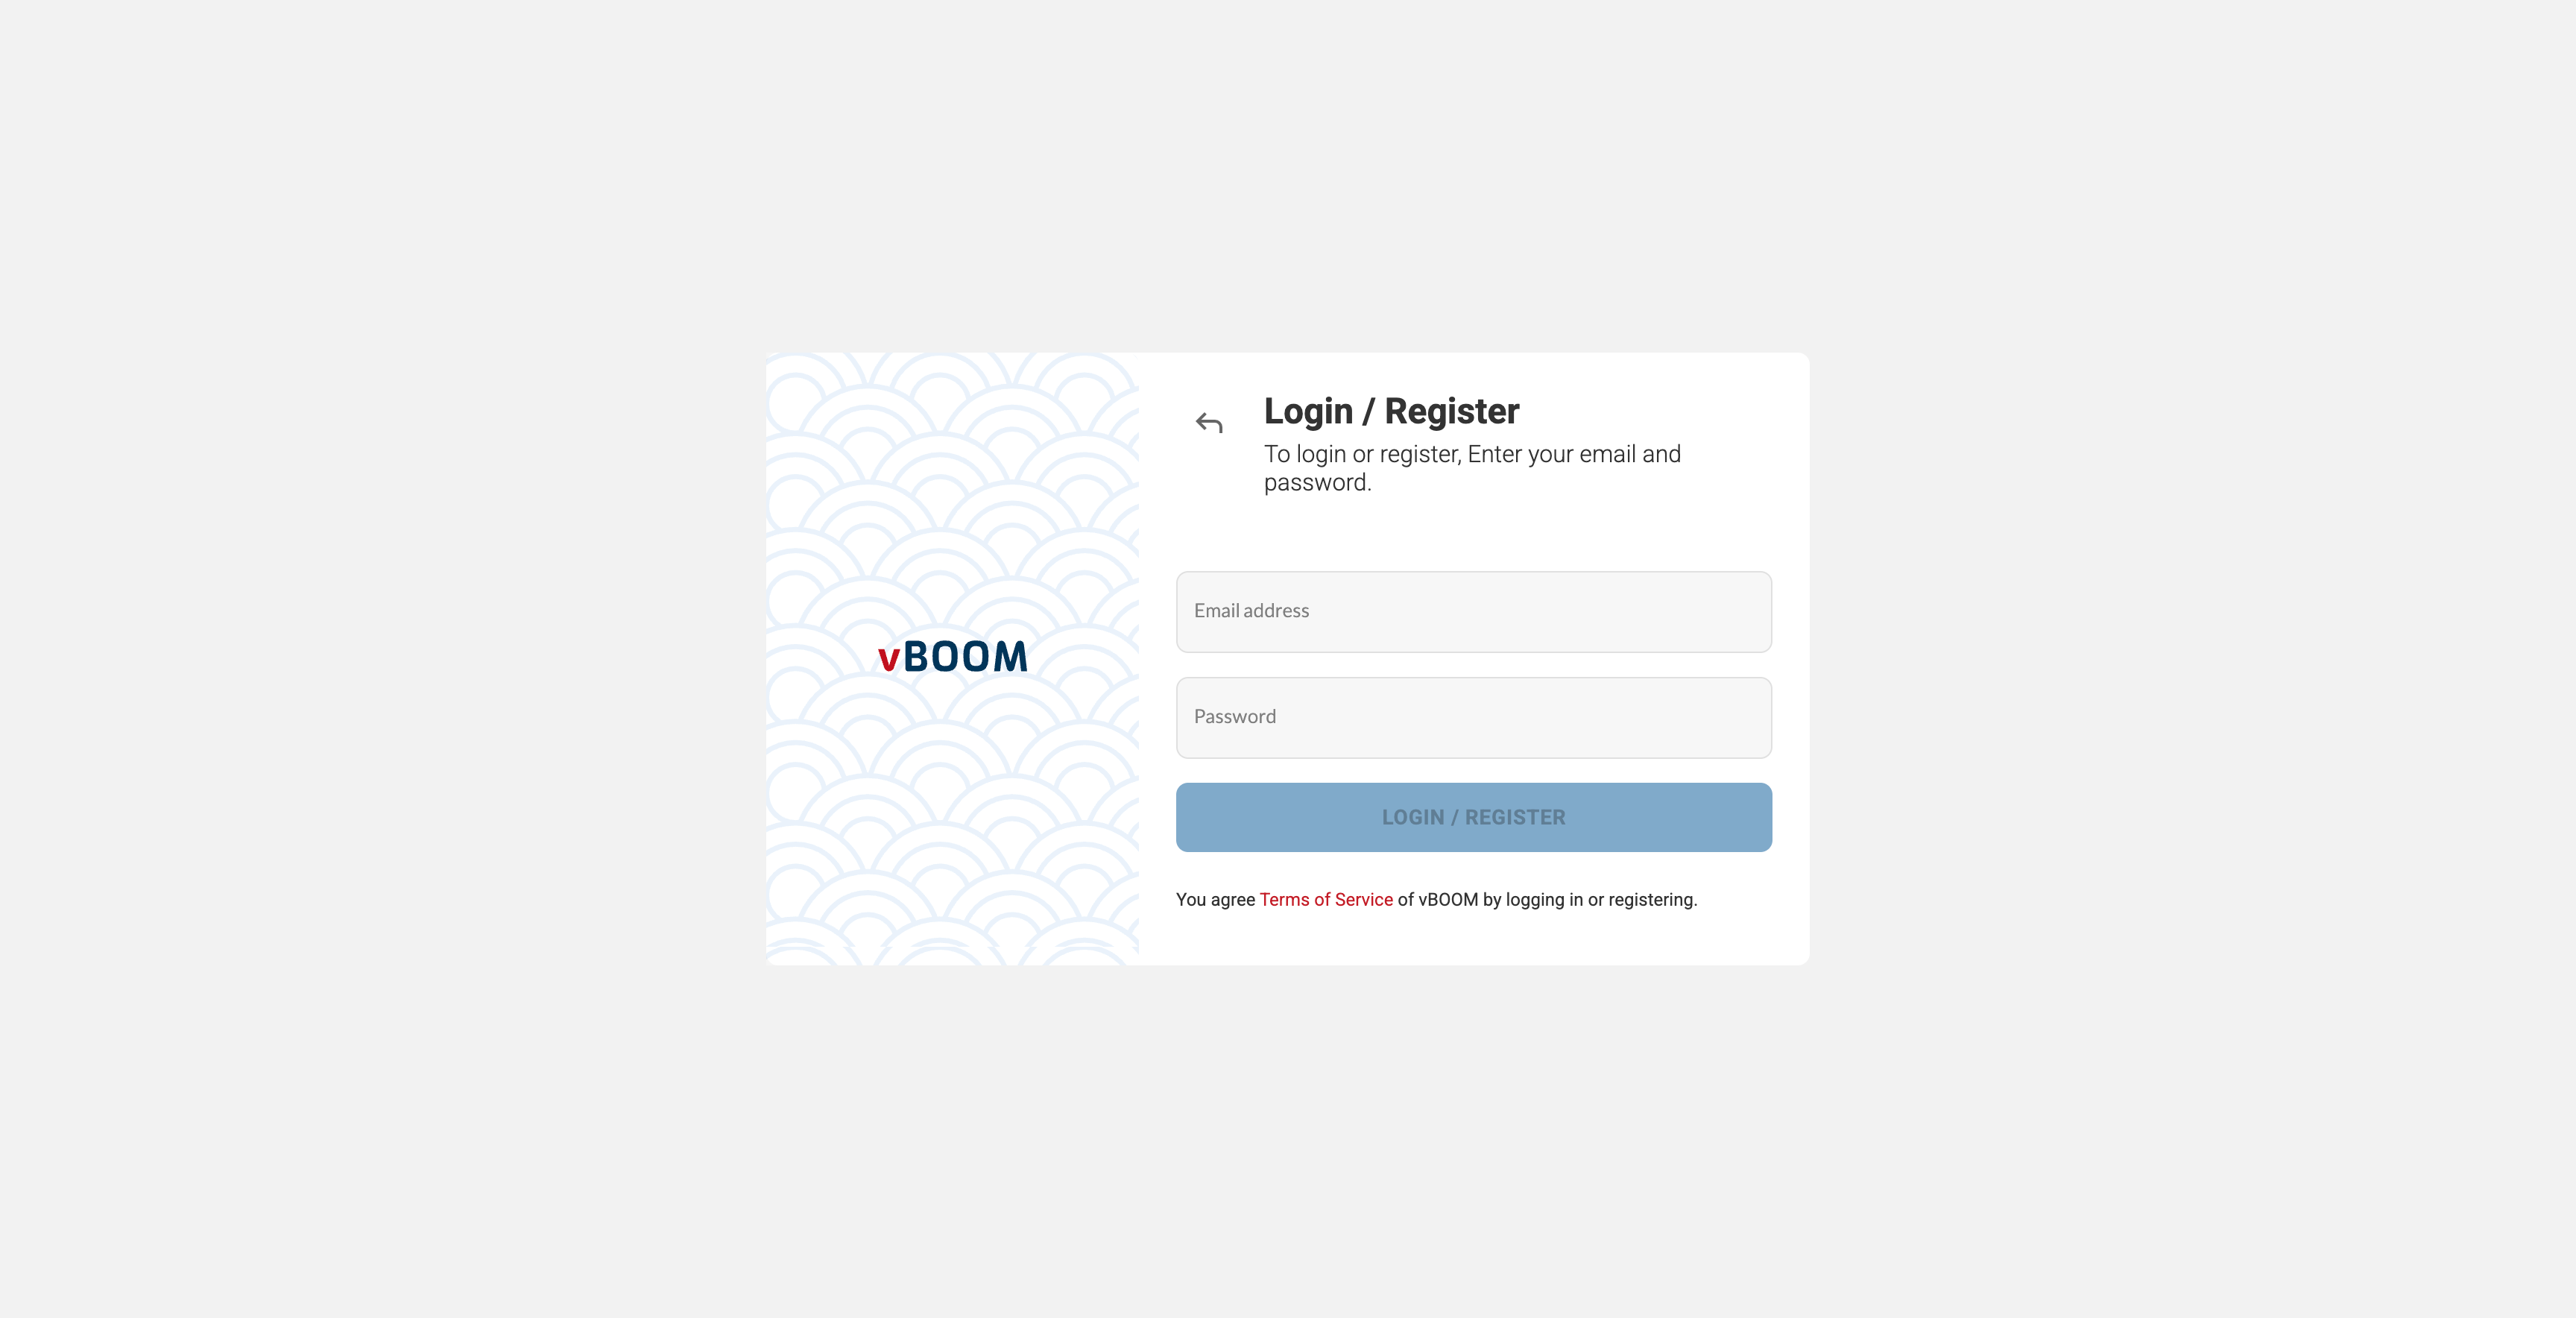 vBOOM
Login / Register
To login or register, Enter your email and
password.
Email address
Password
LOGIN / REGISTER
You agree Terms of Service of vBOOM by logging in or registering.